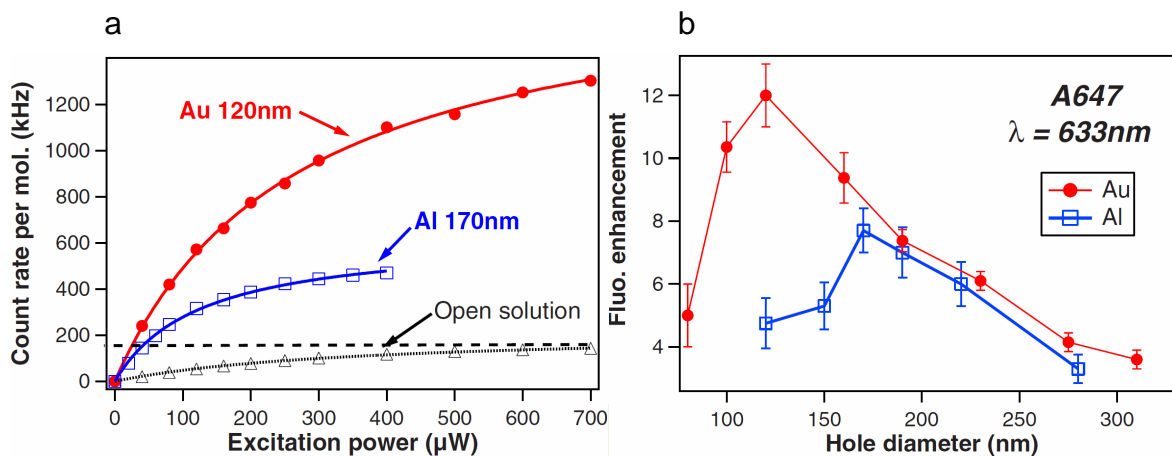 a
Count rate per mol. (kHz)
1200
1000
800
600
400
200
0
Au 120nm
Al 170nm
Open solution
0
100
200
300
400
500
600
700
Excitation power (µW)
b
Fluo. enhancement
12
10
8
6
4
A647
λ = 633nm
Au
Al
100
150
200
250
300
Hole diameter (nm)